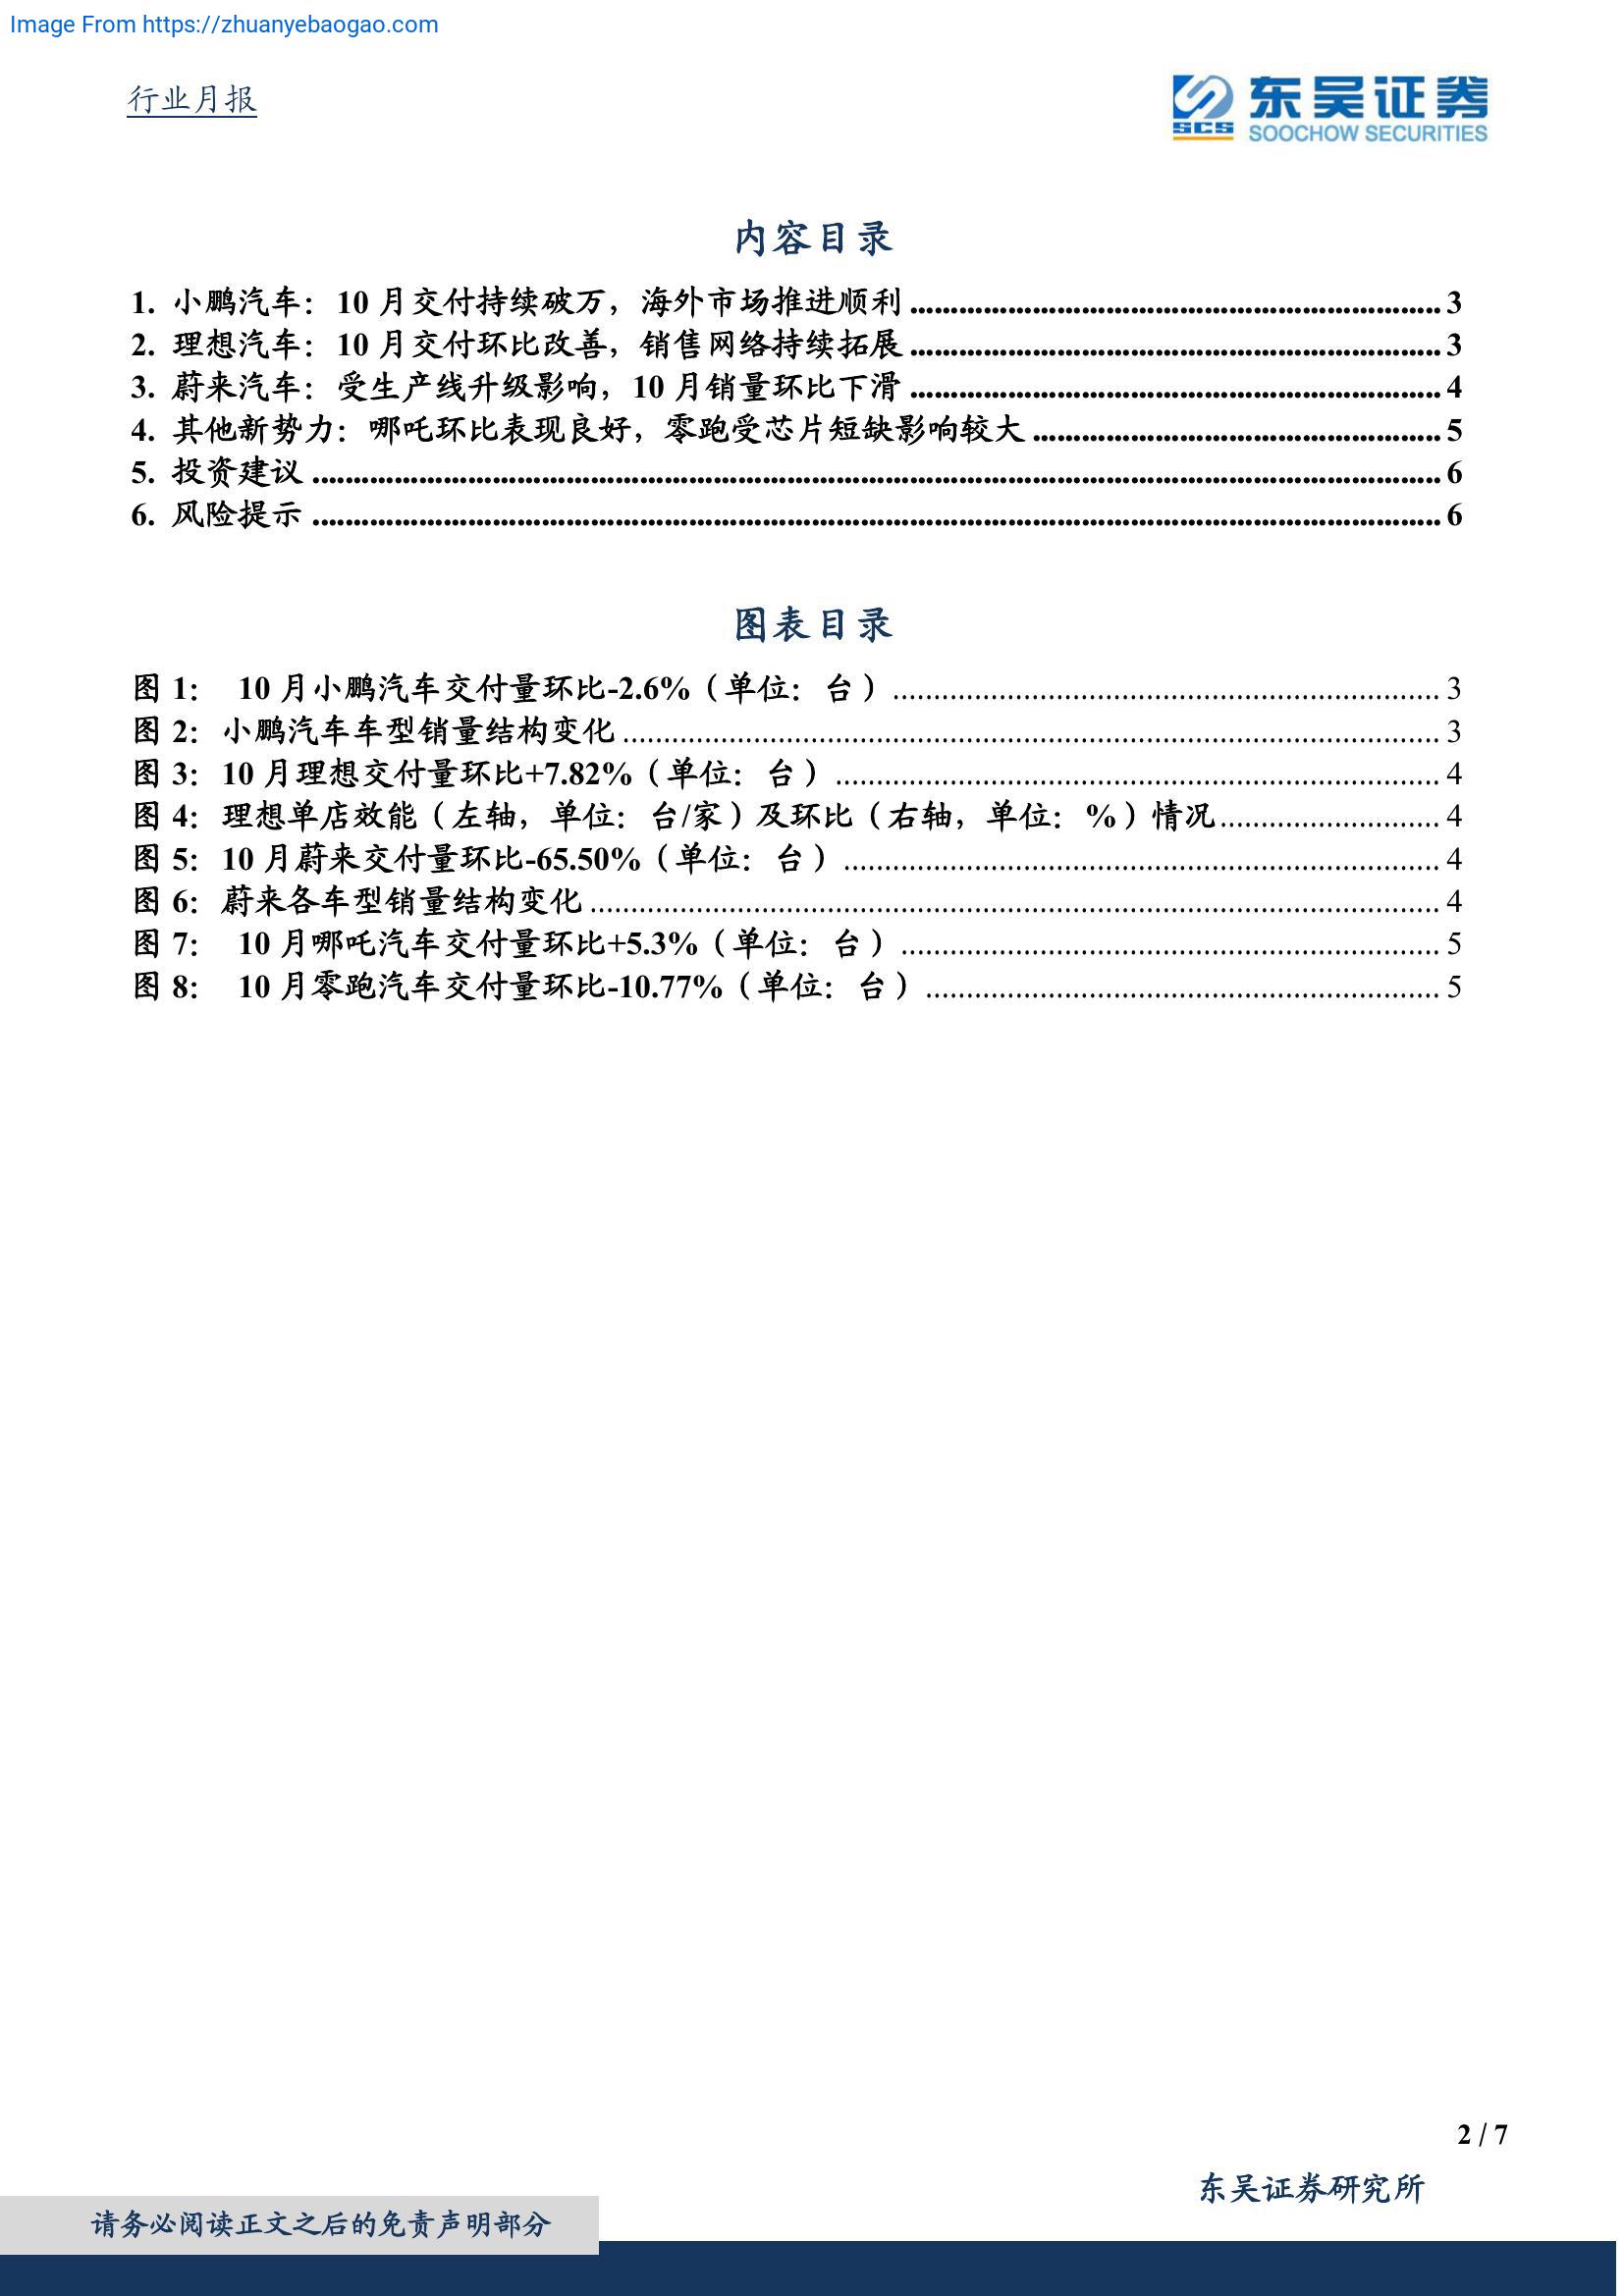 Image From https://zhuanyebaogao.com
行业月报
SCS
东吴证券
SOOCHOW SECURITIES
内容目录
1. 小鹏汽车：10 月交付持续破万，海外市场推进顺利 3
2. 理想汽车：10 月交付环比改善，销售网络持续拓展 3
3. 蔚来汽车：受生产线升级影响，10 月销量环比下滑 4
4. 其他新势力：哪吒环比表现良好，零跑受芯片短缺影响较大 5
5. 投资建议 6
6. 风险提示 6
图表目录
图 1： 10 月小鹏汽车交付量环比-2.6%（单位：台） 3
图 2：小鹏汽车车型销量结构变化 3
图 3：10 月理想交付量环比+7.82%（单位：台） 4
图 4：理想单店效能（左轴，单位：台/家）及环比（右轴，单位：%）情况 4
图 5：10 月蔚来交付量环比-65.50%（单位：台） 4
图 6：蔚来各车型销量结构变化 4
图 7： 10 月哪吒汽车交付量环比+5.3%（单位：台） 5
图 8： 10 月零跑汽车交付量环比-10.77%（单位：台） 5
2 / 7
东吴证券研究所
请务必阅读正文之后的免责声明部分